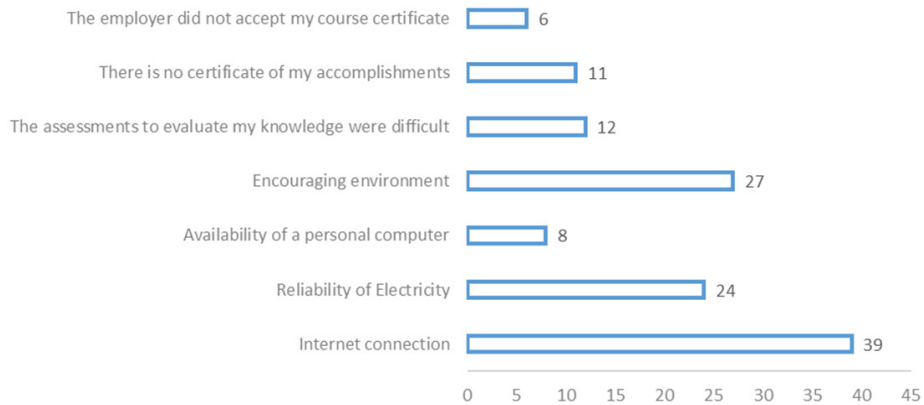 The employer did not accept my course certificate 6
There is no certificate of my accomplishments 11
The assessments to evaluate my knowledge were difficult 12
Encouraging environment 27
Availability of a personal computer 8
Reliability of Electricity 24
Internet connection 39
0 5 10 15 20 25 30 35 40 45